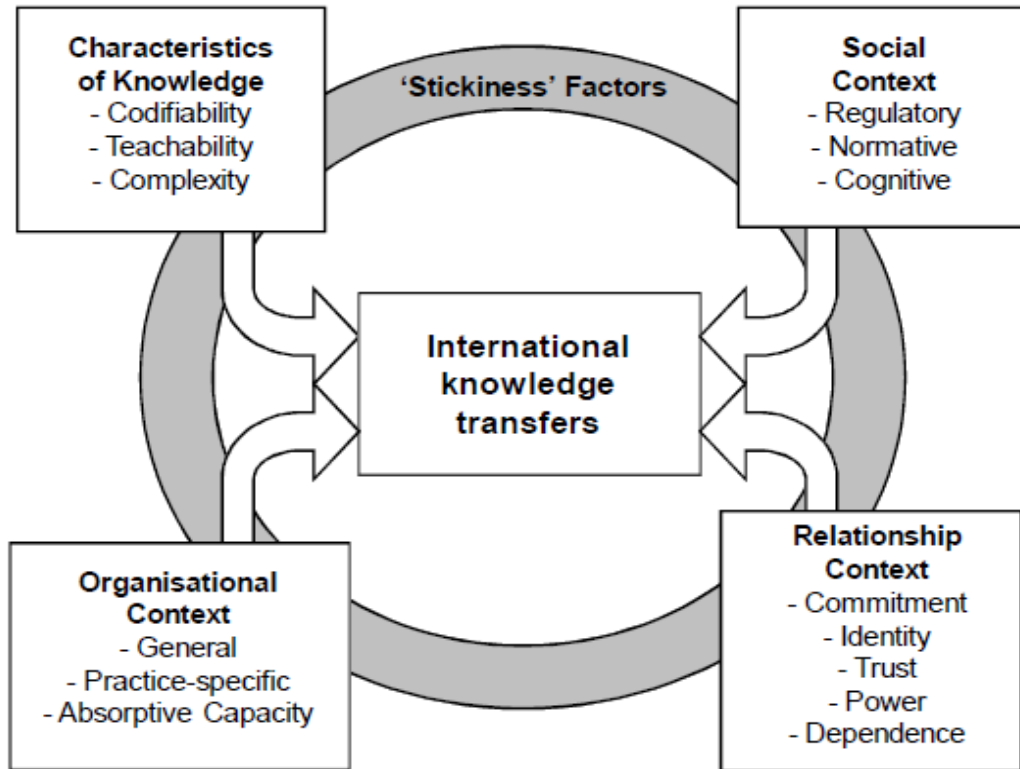 Characteristics
of Knowledge
- Codifiability
- Teachability
- Complexity
‘Stickiness’ Factors
Social
Context
- Regulatory
- Normative
- Cognitive
International
knowledge
transfers
Organisational
Context
- General
- Practice-specific
- Absorptive Capacity
Relationship
Context
- Commitment
- Identity
- Trust
- Power
- Dependence